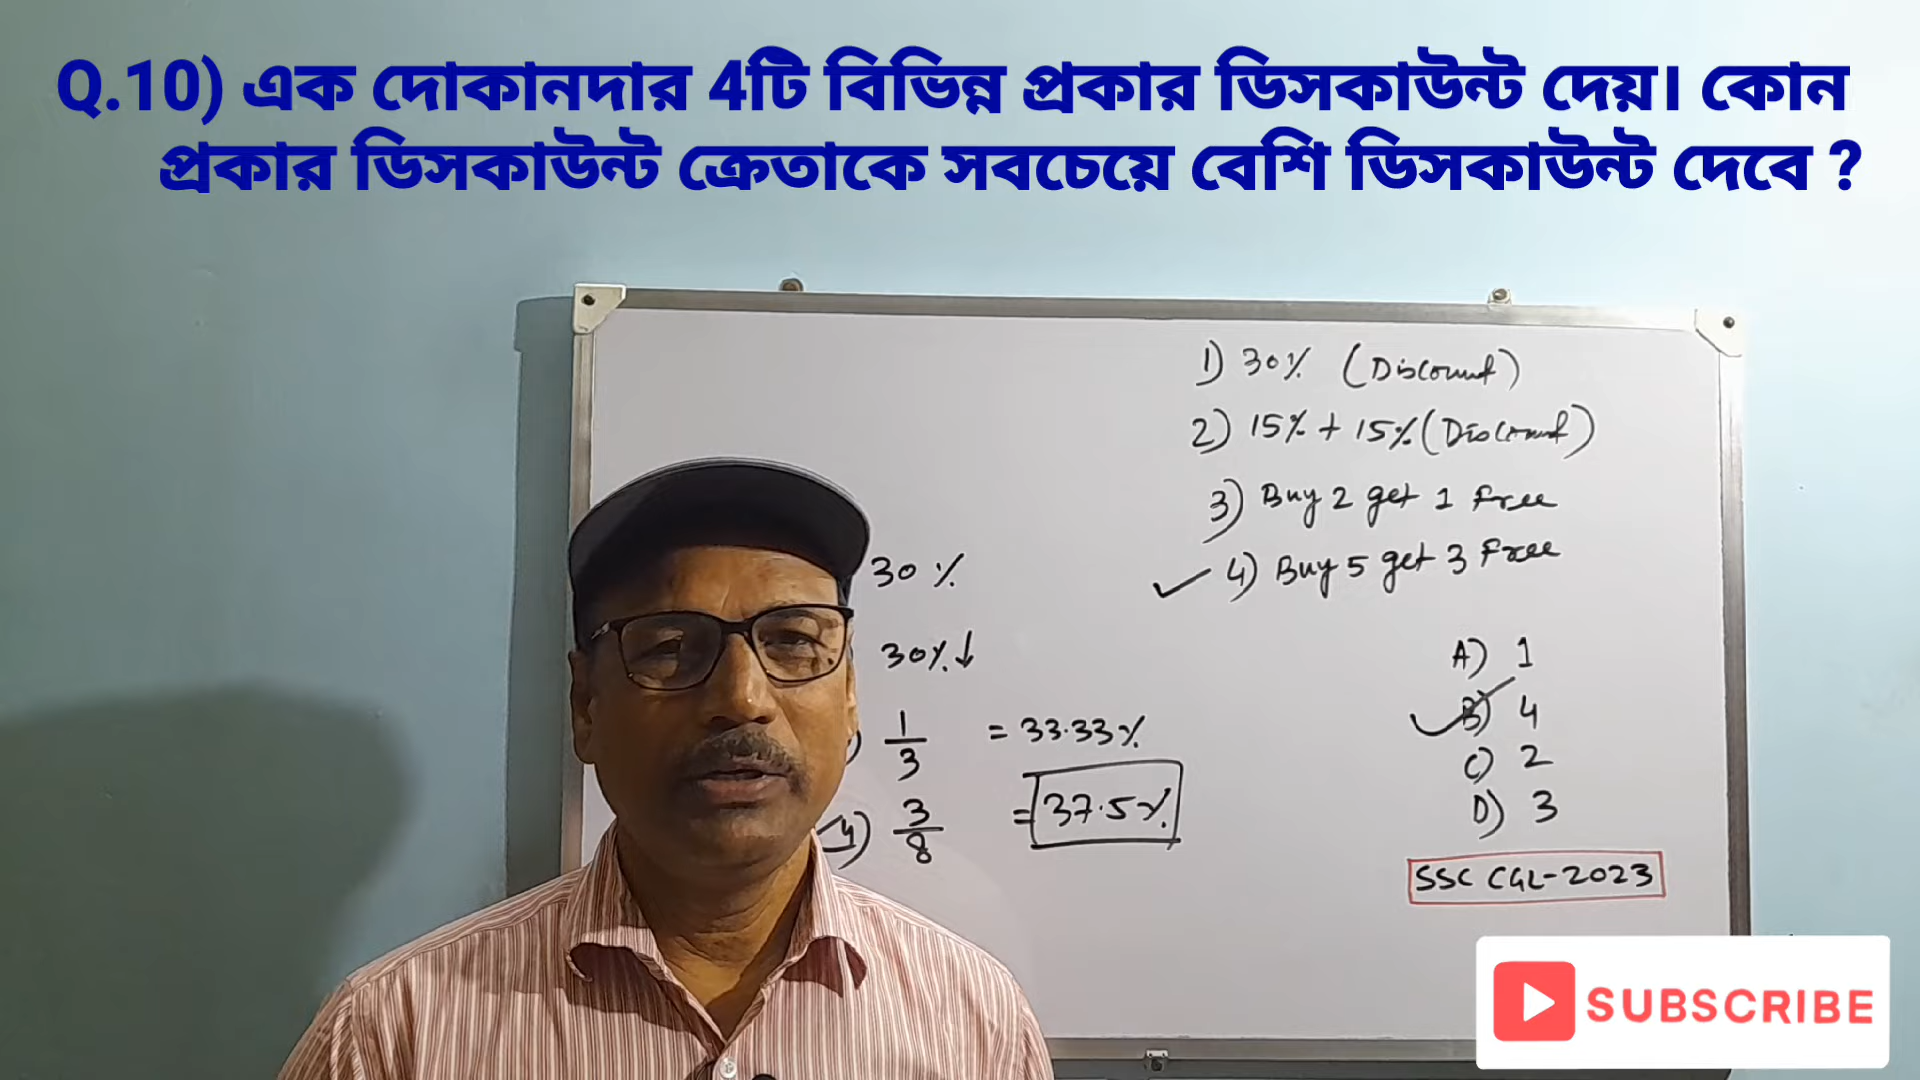 Q.10) এক দোকানদার 4টি বিভিন্ন প্রকার ডিসকাউন্ট দেয়। কোন
প্রকার ডিসকাউন্ট ক্রেতাকে সবচেয়ে বেশি ডিসকাউন্ট দেবে ?
1) 30% (Discount)
2) 15% + 15% (Discount)
3) Buy 2 get 1 Free
4) Buy 5 get 3 Free
30%
30%↓
) 1/3 = 33.33%
4) 3/8 = 37.5%
A) 1
B) 4
C) 2
D) 3
SSC CGL-2023
SUBSCRIBE